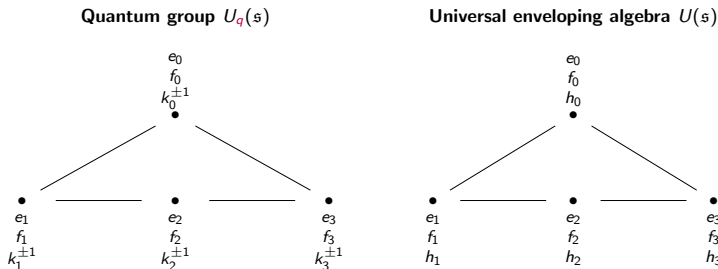 Quantum group U_q(𝔰) Universal enveloping algebra U(𝔰)
e_0 e_0
f_0 f_0
k_0^{±1} h_0
e_1 e_2 e_3 e_1 e_2 e_3
f_1 f_2 f_3 f_1 f_2 f_3
k_1^{±1} k_2^{±1} k_3^{±1} h_1 h_2 h_3